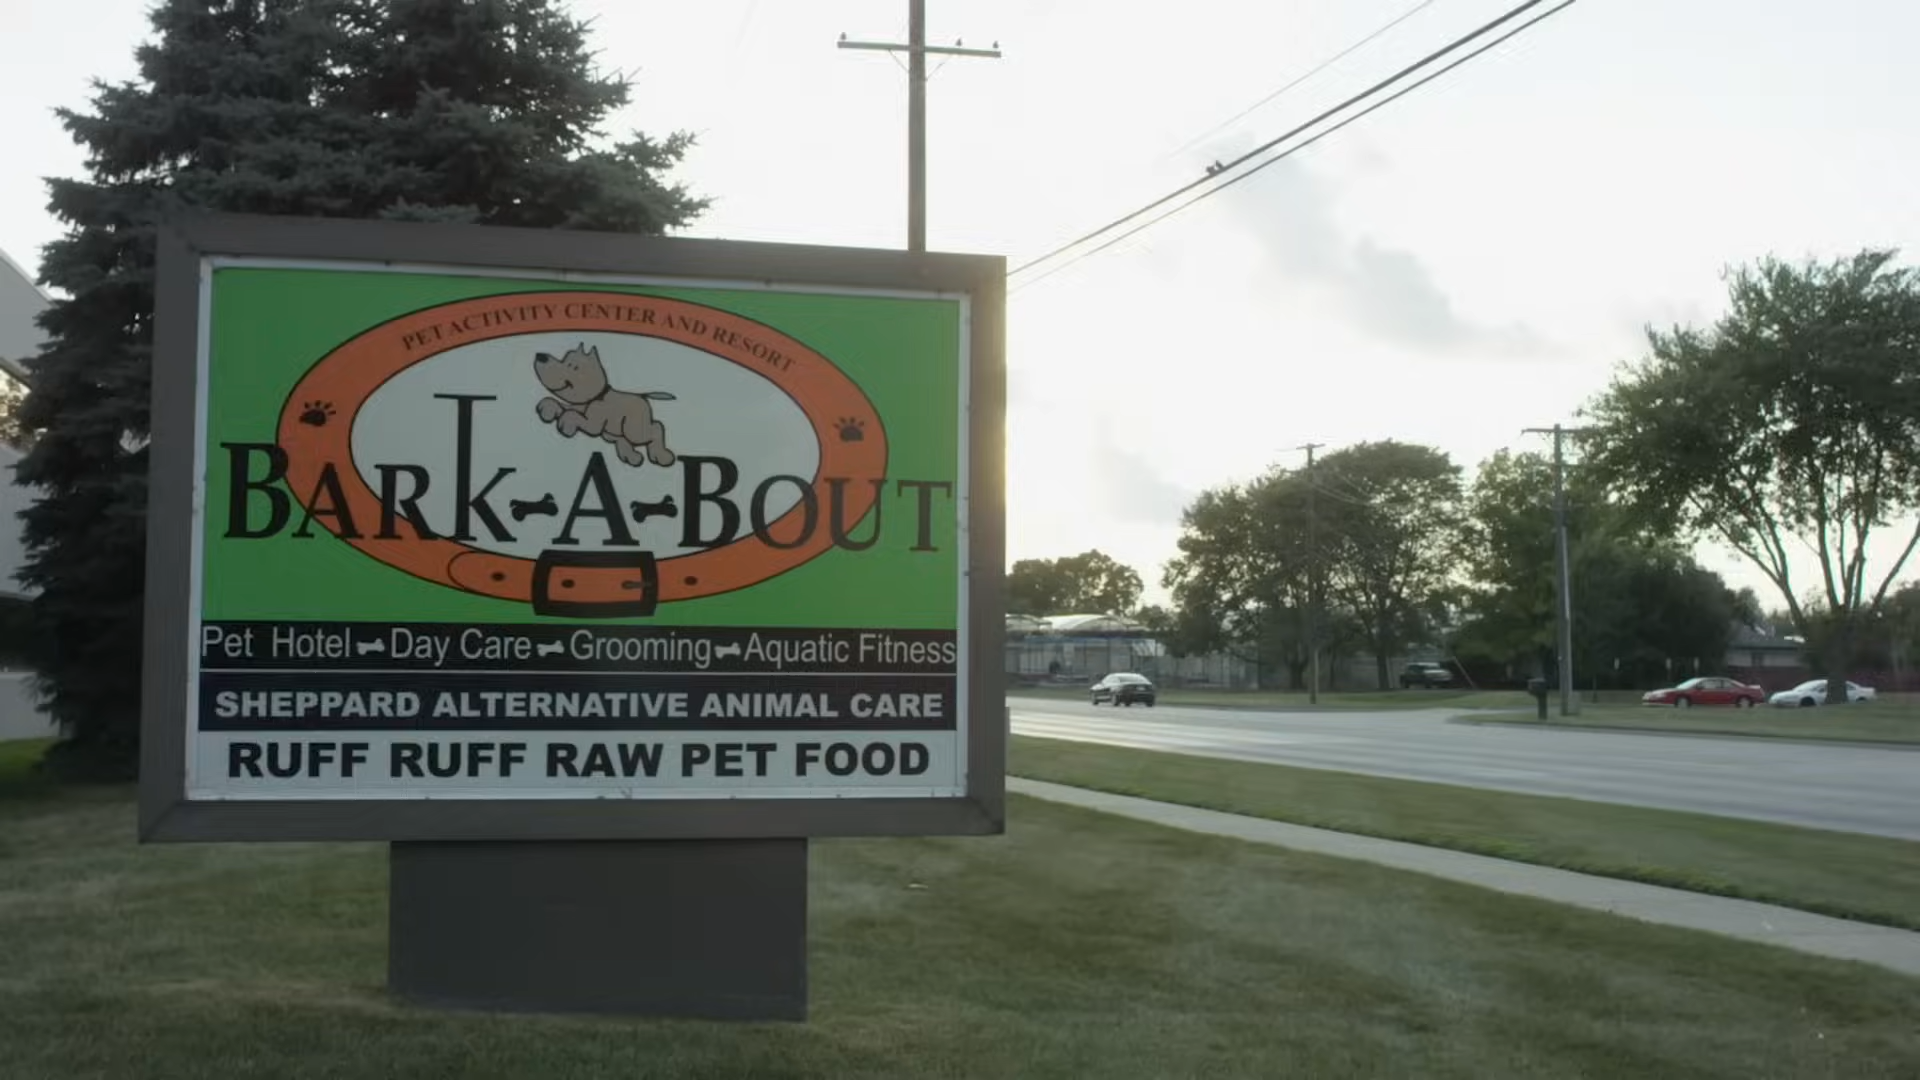 PET ACTIVITY CENTER AND RESORT
BARK-A-BOUT
Pet Hotel Day Care Grooming Aquatic Fitness
SHEPPARD ALTERNATIVE ANIMAL CARE
RUFF RUFF RAW PET FOOD